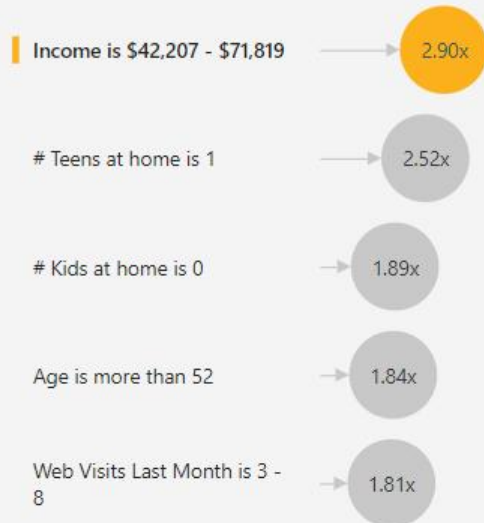 Income is $42,207 - $71,819
2.90x
# Teens at home is 1
2.52x
# Kids at home is 0
1.89x
Age is more than 52
1.84x
Web Visits Last Month is 3 -
8
1.81x